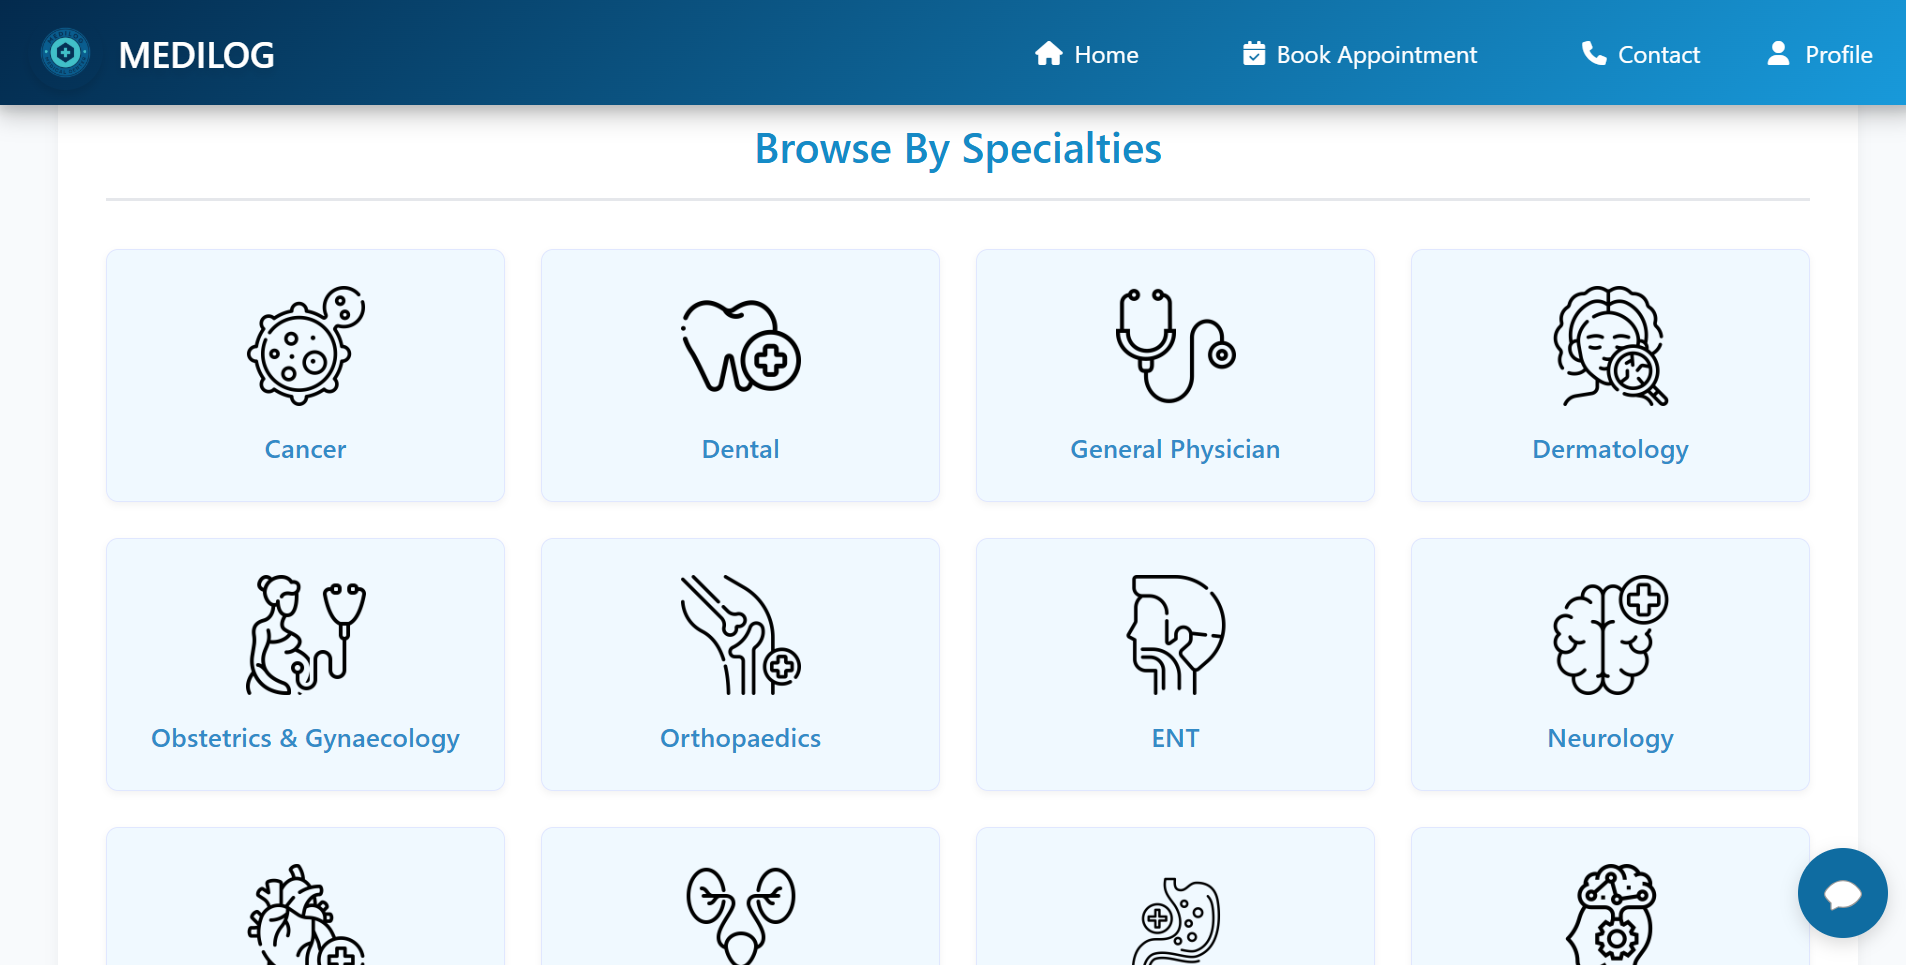 MEDILOG
Home
Book Appointment
Contact
Profile
Browse By Specialties
Cancer
Dental
General Physician
Dermatology
Obstetrics & Gynaecology
Orthopaedics
ENT
Neurology